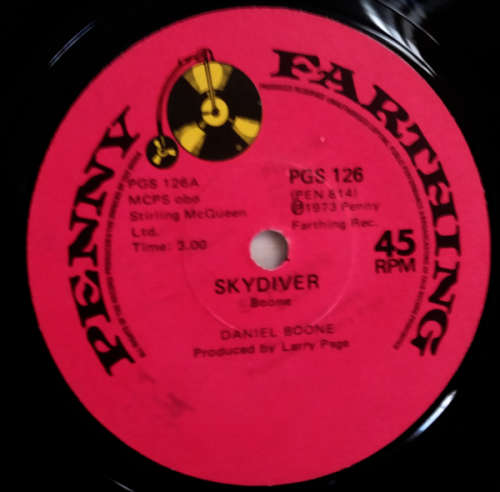 PENNY FARTHING
PGS 126A
MCPS obo
Stirling McQueen
Ltd.
Time: 3.00
PGS 126
(PEN 814)
℗1973 Penny
Farthing Rec.
45
RPM
SKYDIVER
Boone
DANIEL BOONE
Produced by Larry Page